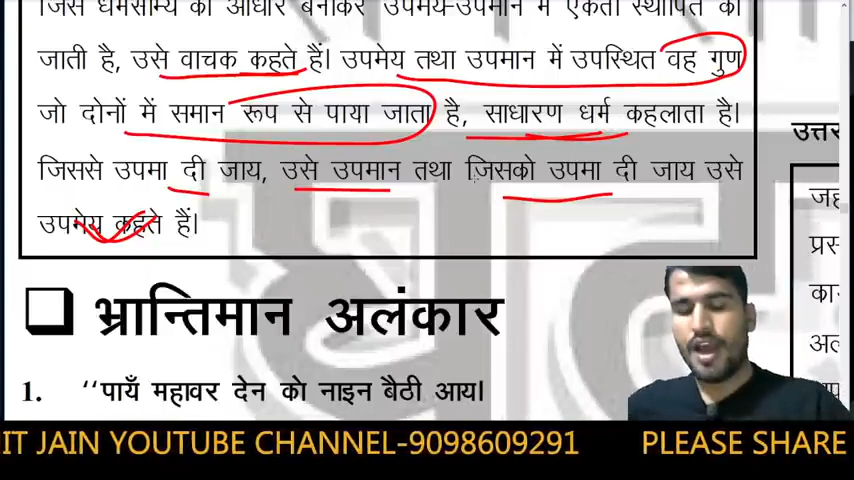 जिस धर्मसाम्य को आधार बनाकर उपमेय-उपमान में एकता स्थापित की
जाती है, उसे वाचक कहते हैं। उपमेय तथा उपमान में उपस्थित वह गुण
जो दोनों में समान रूप से पाया जाता है, साधारण धर्म कहलाता है।
जिससे उपमा दी जाय, उसे उपमान तथा जिसको उपमा दी जाय उसे
उपमेय कहते हैं।
उत्तर
भ्रान्तिमान अलंकार
1. ‘‘पायँ महावर देन को नाइन बैठी आय।
IT JAIN YOUTUBE CHANNEL-9098609291 PLEASE SHARE